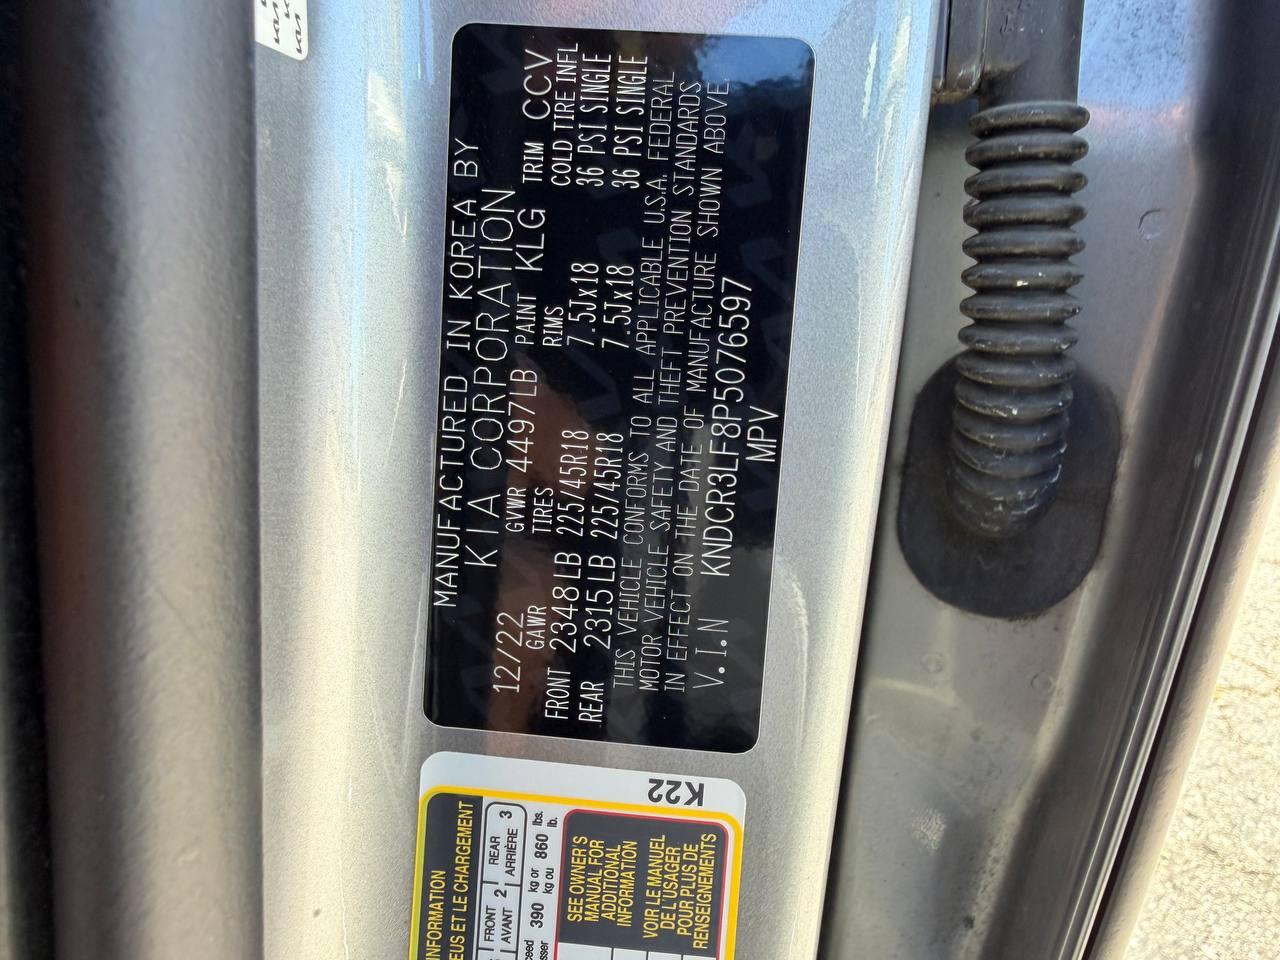 MANUFACTURED IN KOREA BY
KIA CORPORATION
12//22 GVWR 4497LB PAINT KLG TRIM CCV
GAWR TIRES RIMS COLD TIRE INFL
FRONT 2348LB 225/45R18 7.5Jx18 36 PSI SINGLE
REAR 2315LB 225/45R18 7.5Jx18 36 PSI SINGLE
THIS VEHICLE CONFORMS TO ALL APPLICABLE U.S.A. FEDERAL
MOTOR VEHICLE SAFETY AND THEFT PREVENTION STANDARDS
IN EFFECT ON THE DATE OF MANUFACTURE SHOWN ABOVE.
V.I.N KNDCR3LF8P5076597
MPV
K22
INFORMATION
EUS ET LE CHARGEMENT
FRONT 2 REAR 3
AVANT ARRIÈRE
390 kg or 860 lbs.
kg ou lb.
SEE OWNER'S
MANUAL FOR
ADDITIONAL
INFORMATION
VOIR LE MANUEL
DE L'USAGER
POUR PLUS DE
RENSEIGNEMENTS